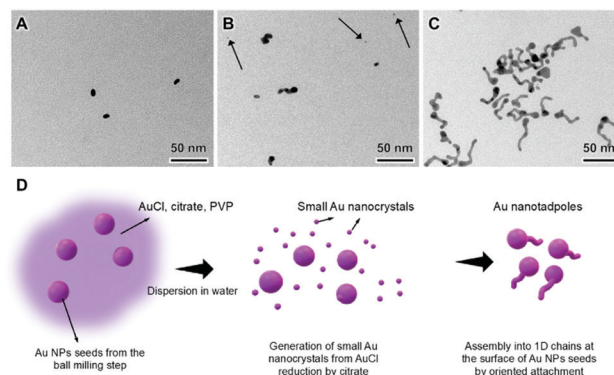 A
B
C
50 nm
50 nm
50 nm
D
AuCl, citrate, PVP
Small Au nanocrystals
Au nanotadpoles
Dispersion in water
Au NPs seeds from the
ball milling step
Generation of small Au
nanocrystals from AuCl
reduction by citrate
Assembly into 1D chains at
the surface of Au NPs seeds
by oriented attachment